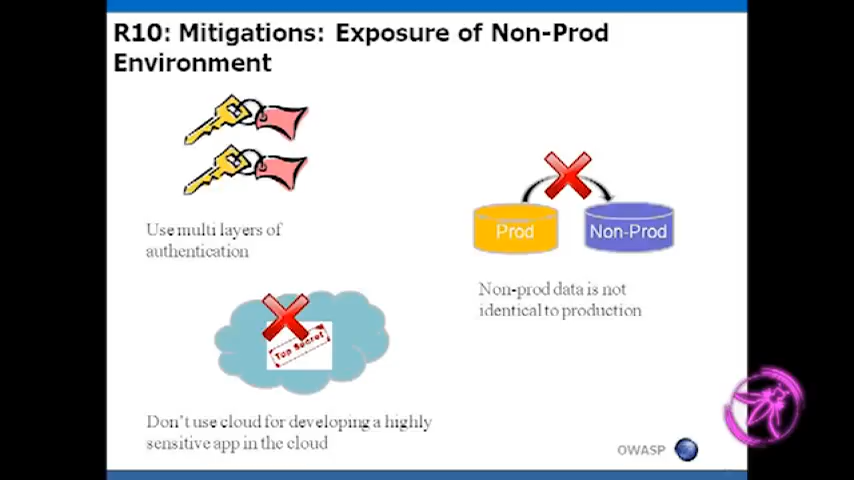 R10: Mitigations: Exposure of Non-Prod
Environment
Use multi layers of
authentication
Prod
Non-Prod
Non-prod data is not
identical to production
Top Secret
Don't use cloud for developing a highly
sensitive app in the cloud
OWASP